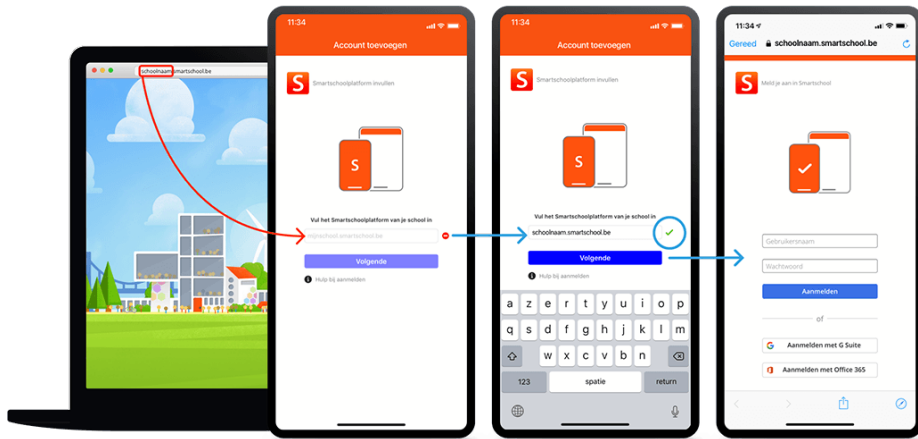 schoolnaam.smartschool.be
11:34
Account toevoegen
S
Smartschoolplatform invullen
S
Vul het Smartschoolplatform van je school in
mijnschool.smartschool.be
Volgende
Hulp bij aanmelden
11:34
Account toevoegen
S
Smartschoolplatform invullen
S
Vul het Smartschoolplatform van je school in
schoolnaam.smartschool.be
Volgende
Hulp bij aanmelden
a z e r t y u i o p
q s d f g h j k l m
w x c v b n
123 spatie return
11:34
Gereed schoolnaam.smartschool.be
S
Meld je aan in Smartschool
Gebruikersnaam
Wachtwoord
Aanmelden
of
G Aanmelden met G Suite
Aanmelden met Office 365